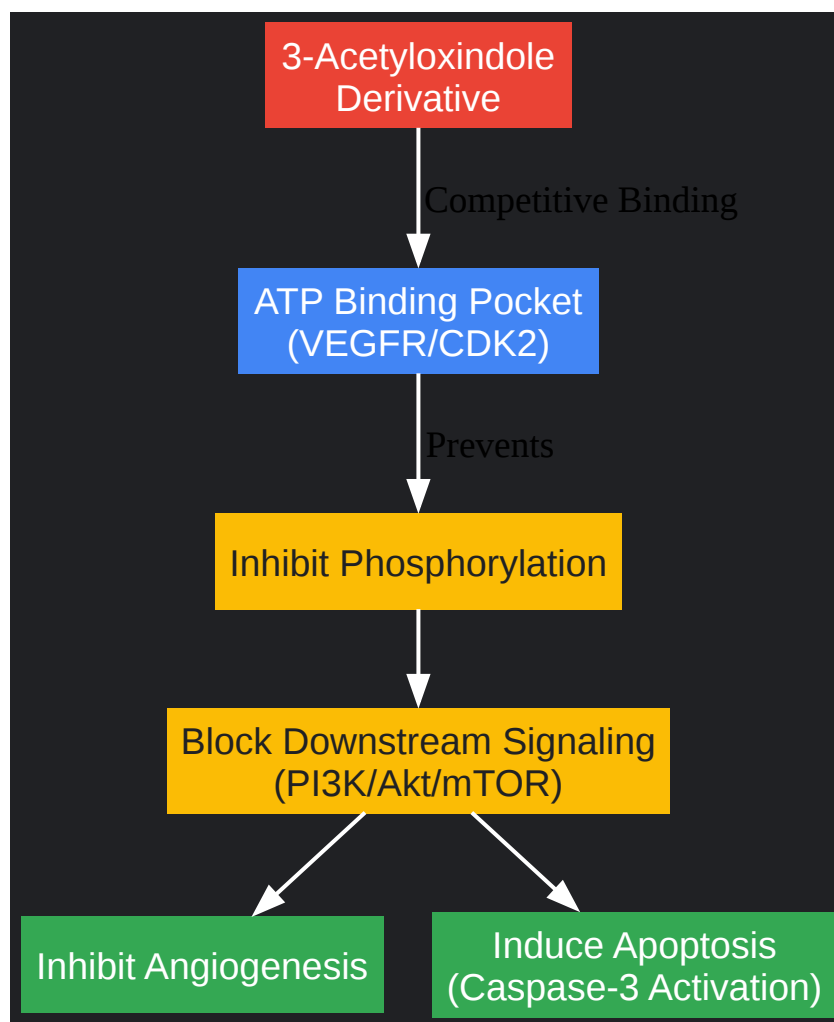 3-Acetyloxindole
Derivative
Competitive Binding
ATP Binding Pocket
(VEGFR/CDK2)
Prevents
Inhibit Phosphorylation
Block Downstream Signaling
(PI3K/Akt/mTOR)
Inhibit Angiogenesis
Induce Apoptosis
(Caspase-3 Activation)